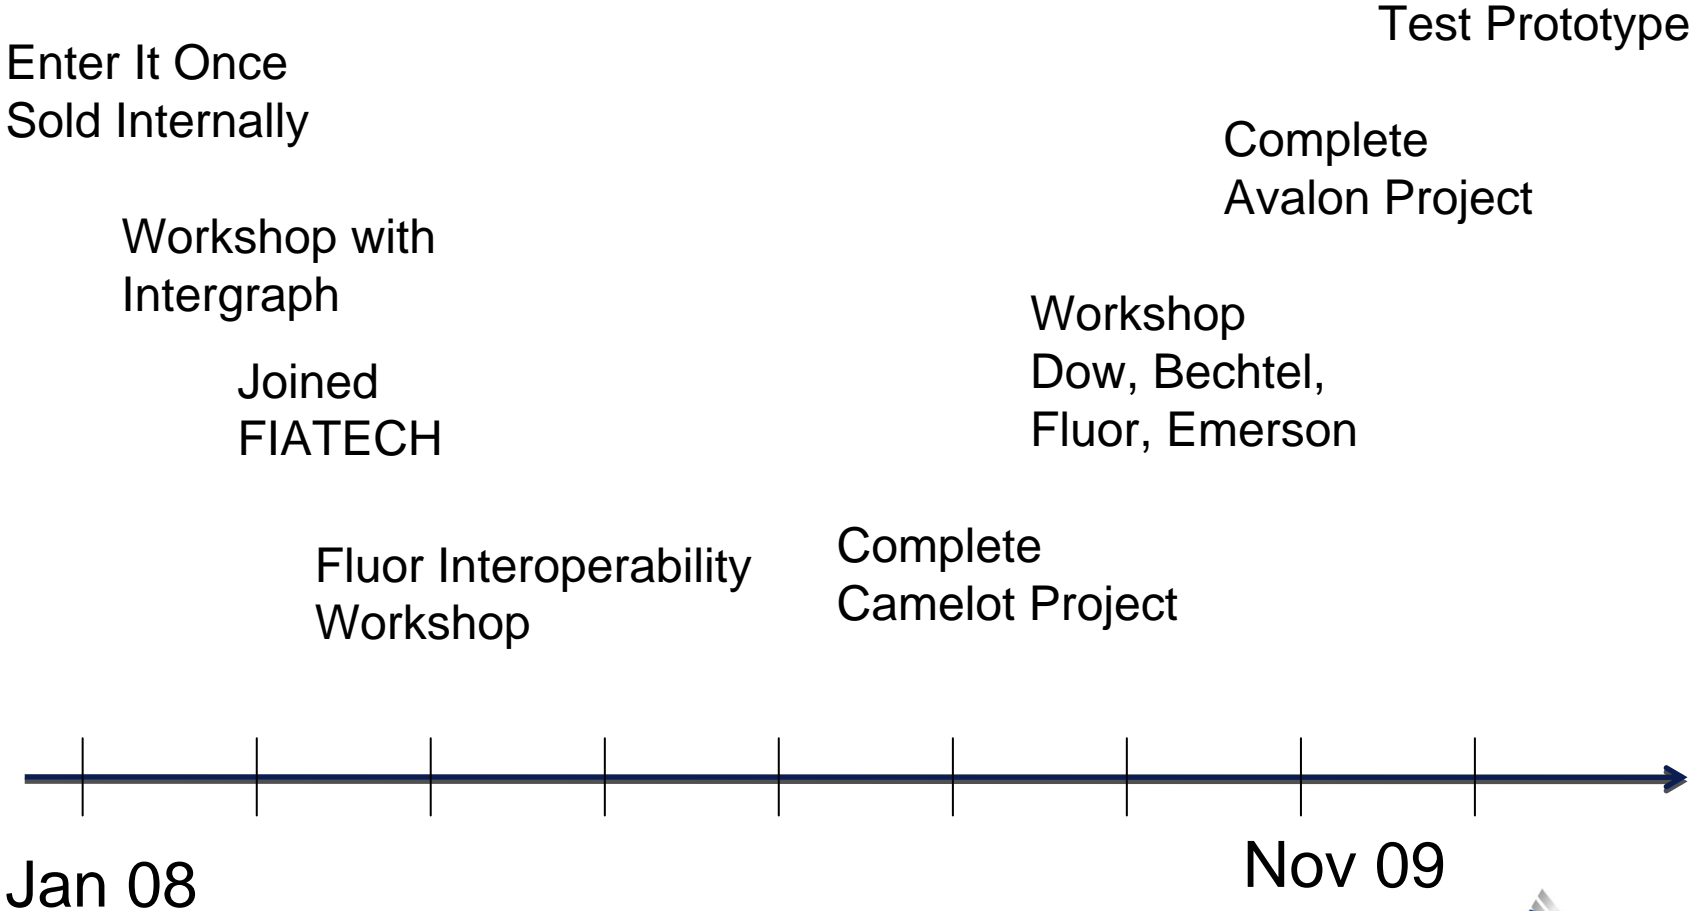 Enter It Once
Sold Internally
Workshop with
Intergraph
Joined
FIATECH
Fluor Interoperability
Workshop
Complete
Camelot Project
Workshop
Dow, Bechtel,
Fluor, Emerson
Complete
Avalon Project
Test Prototype
Jan 08
Nov 09